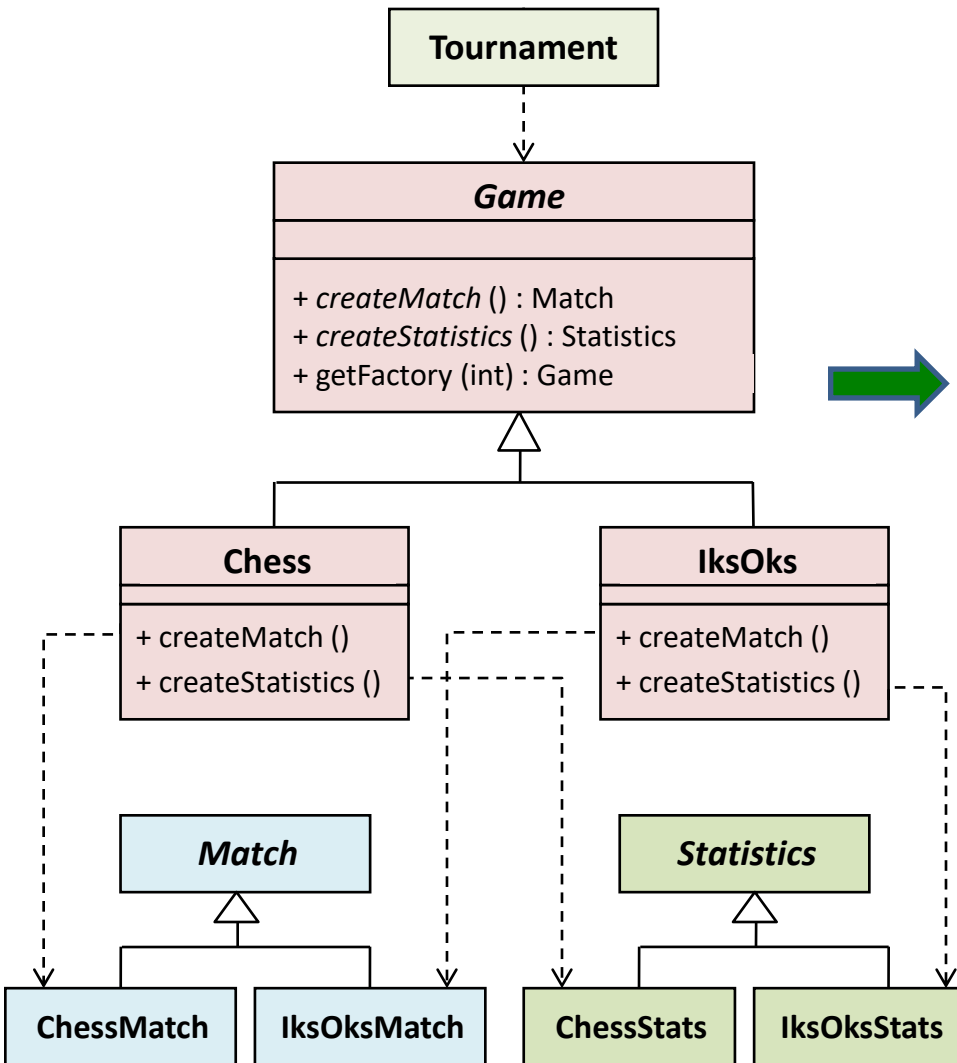 Tournament
Game
+ createMatch () : Match
+ createStatistics () : Statistics
+ getFactory (int) : Game
Chess
+ createMatch ()
+ createStatistics ()
IksOks
+ createMatch ()
+ createStatistics ()
Match
Statistics
ChessMatch
IksOksMatch
ChessStats
IksOksStats